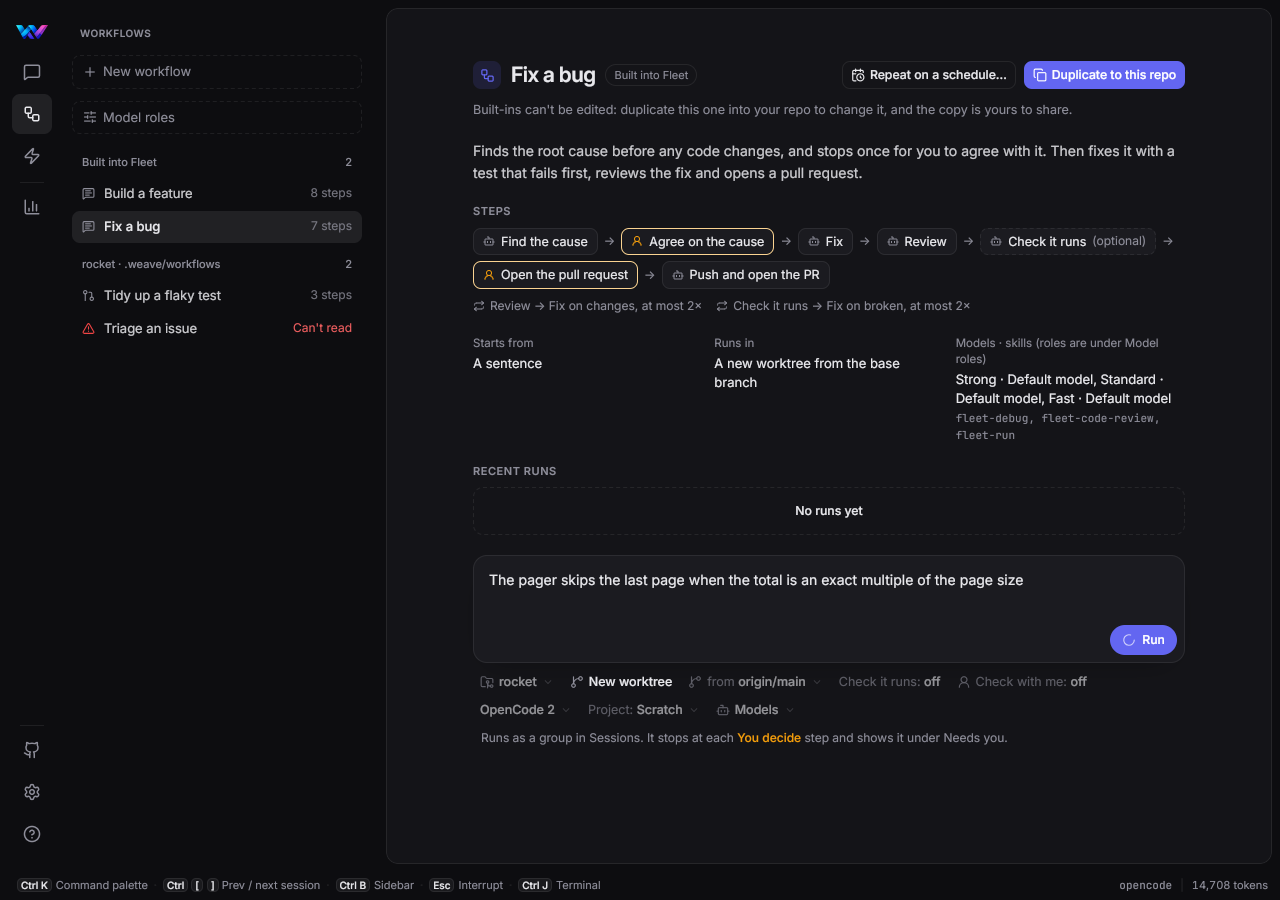 WORKFLOWS
New workflow
Model roles
Built into Fleet 2
Build a feature 8 steps
Fix a bug 7 steps
rocket · .weave/workflows 2
Tidy up a flaky test 3 steps
Triage an issue Can't read
Fix a bug Built into Fleet Repeat on a schedule... Duplicate to this repo
Built-ins can't be edited: duplicate this one into your repo to change it, and the copy is yours to share.
Finds the root cause before any code changes, and stops once for you to agree with it. Then fixes it with a
test that fails first, reviews the fix and opens a pull request.
STEPS
Find the cause → Agree on the cause → Fix → Review → Check it runs (optional) →
Open the pull request → Push and open the PR
Review → Fix on changes, at most 2× Check it runs → Fix on broken, at most 2×
Starts from
A sentence
Runs in
A new worktree from the base
branch
Models · skills (roles are under Model
roles)
Strong · Default model, Standard ·
Default model, Fast · Default model
fleet-debug, fleet-code-review,
fleet-run
RECENT RUNS
No runs yet
The pager skips the last page when the total is an exact multiple of the page size
Run
rocket New worktree from origin/main Check it runs: off Check with me: off
OpenCode 2 Project: Scratch Models
Runs as a group in Sessions. It stops at each You decide step and shows it under Needs you.
Ctrl K Command palette · Ctrl [ ] Prev / next session · Ctrl B Sidebar · Esc Interrupt · Ctrl J Terminal opencode 14,708 tokens